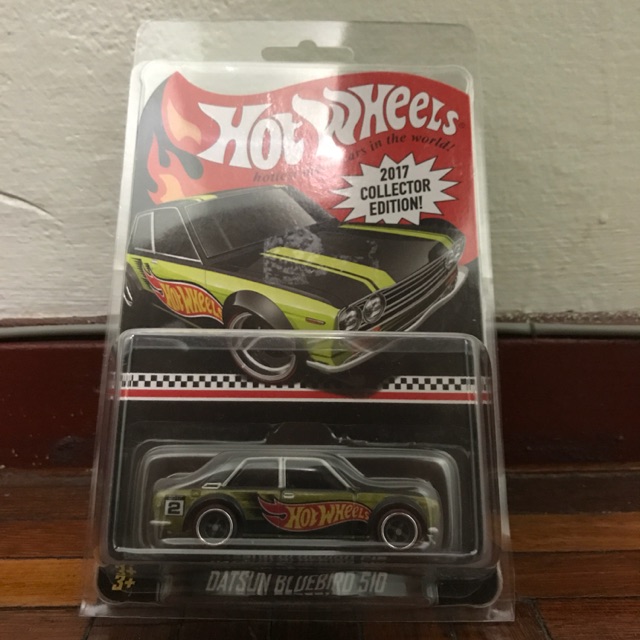 HOT WHEELS
cars in the world!
2017
COLLECTOR
EDITION!
HOT WHEELS
2
HOT WHEELS
3+
DATSUN BLUEBIRD 510